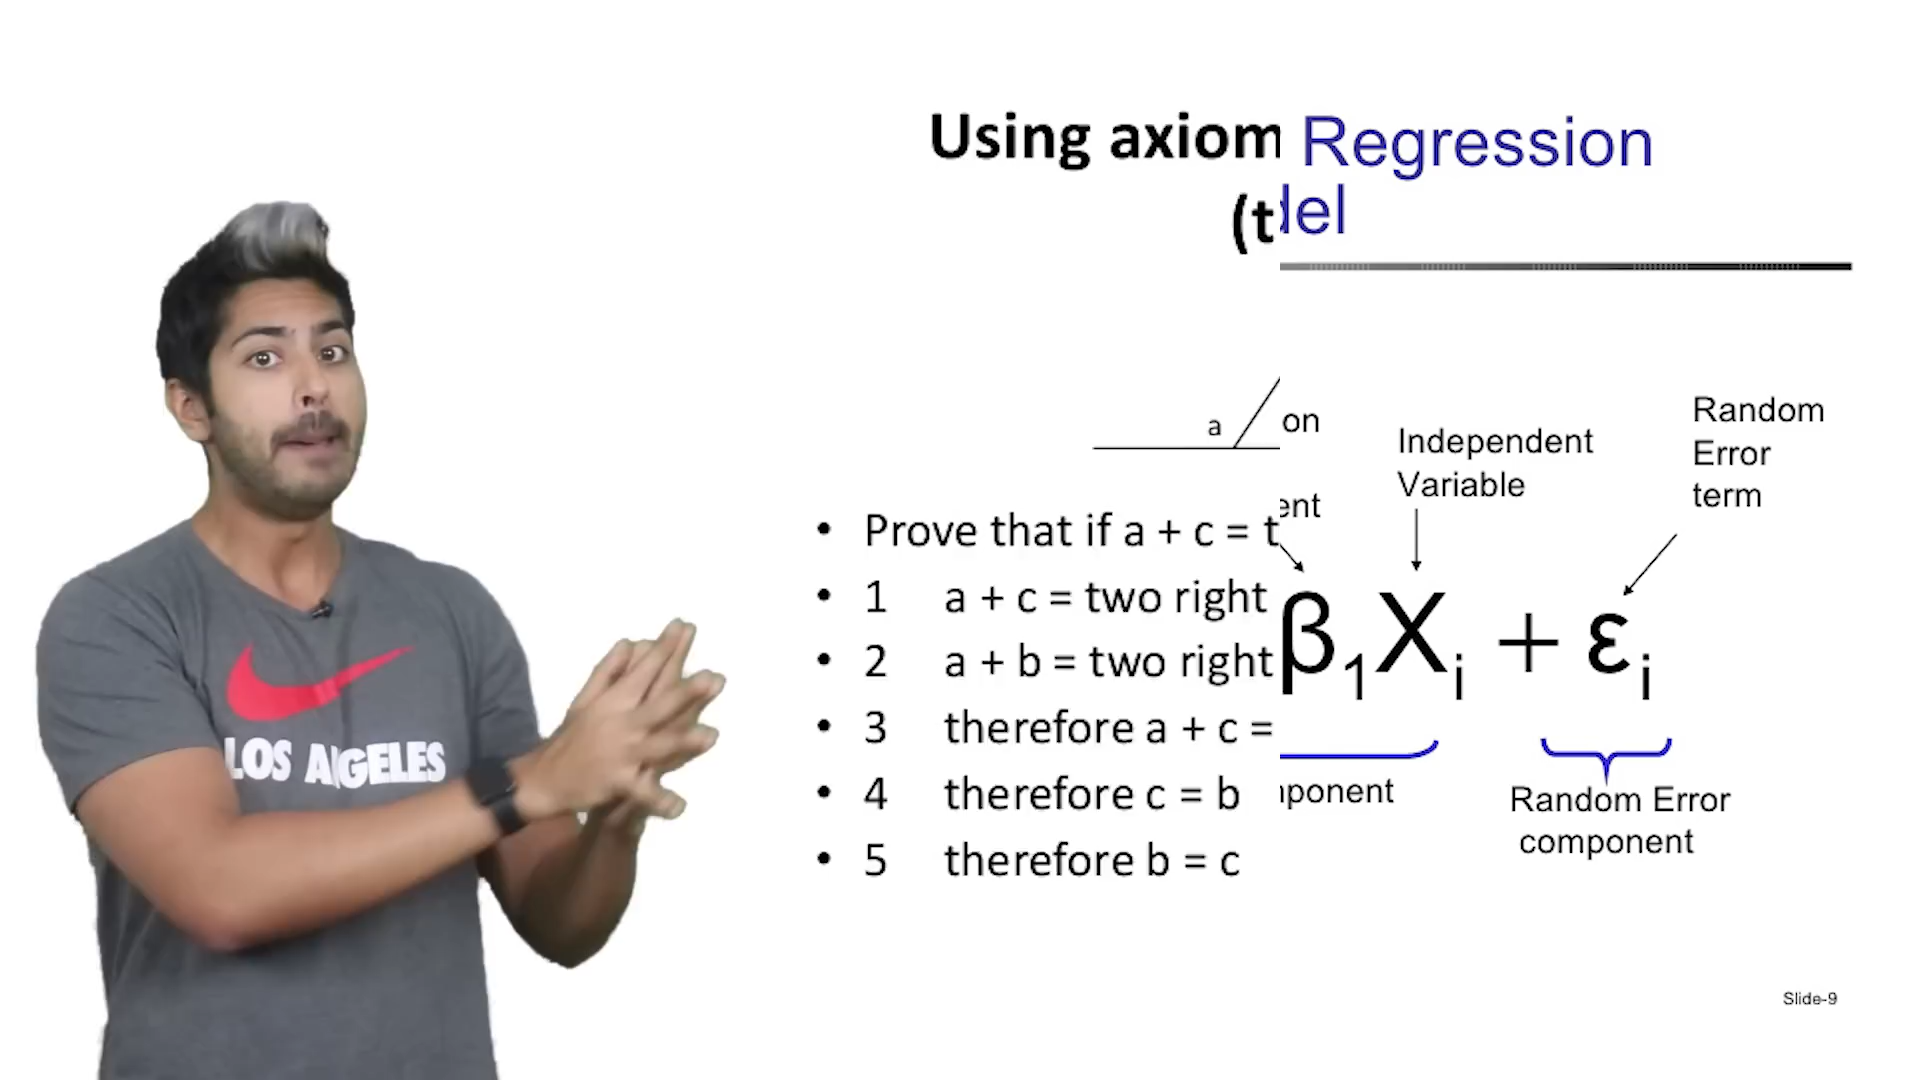 Using axiom
(t
Regression
del
a
on
ent
Independent
Variable
Random
Error
term
• Prove that if a + c = t
• 1 a + c = two right
• 2 a + b = two right
• 3 therefore a + c =
• 4 therefore c = b
• 5 therefore b = c
β1Xi + εi
ponent
Random Error
component
LOS ANGELES
Slide-9